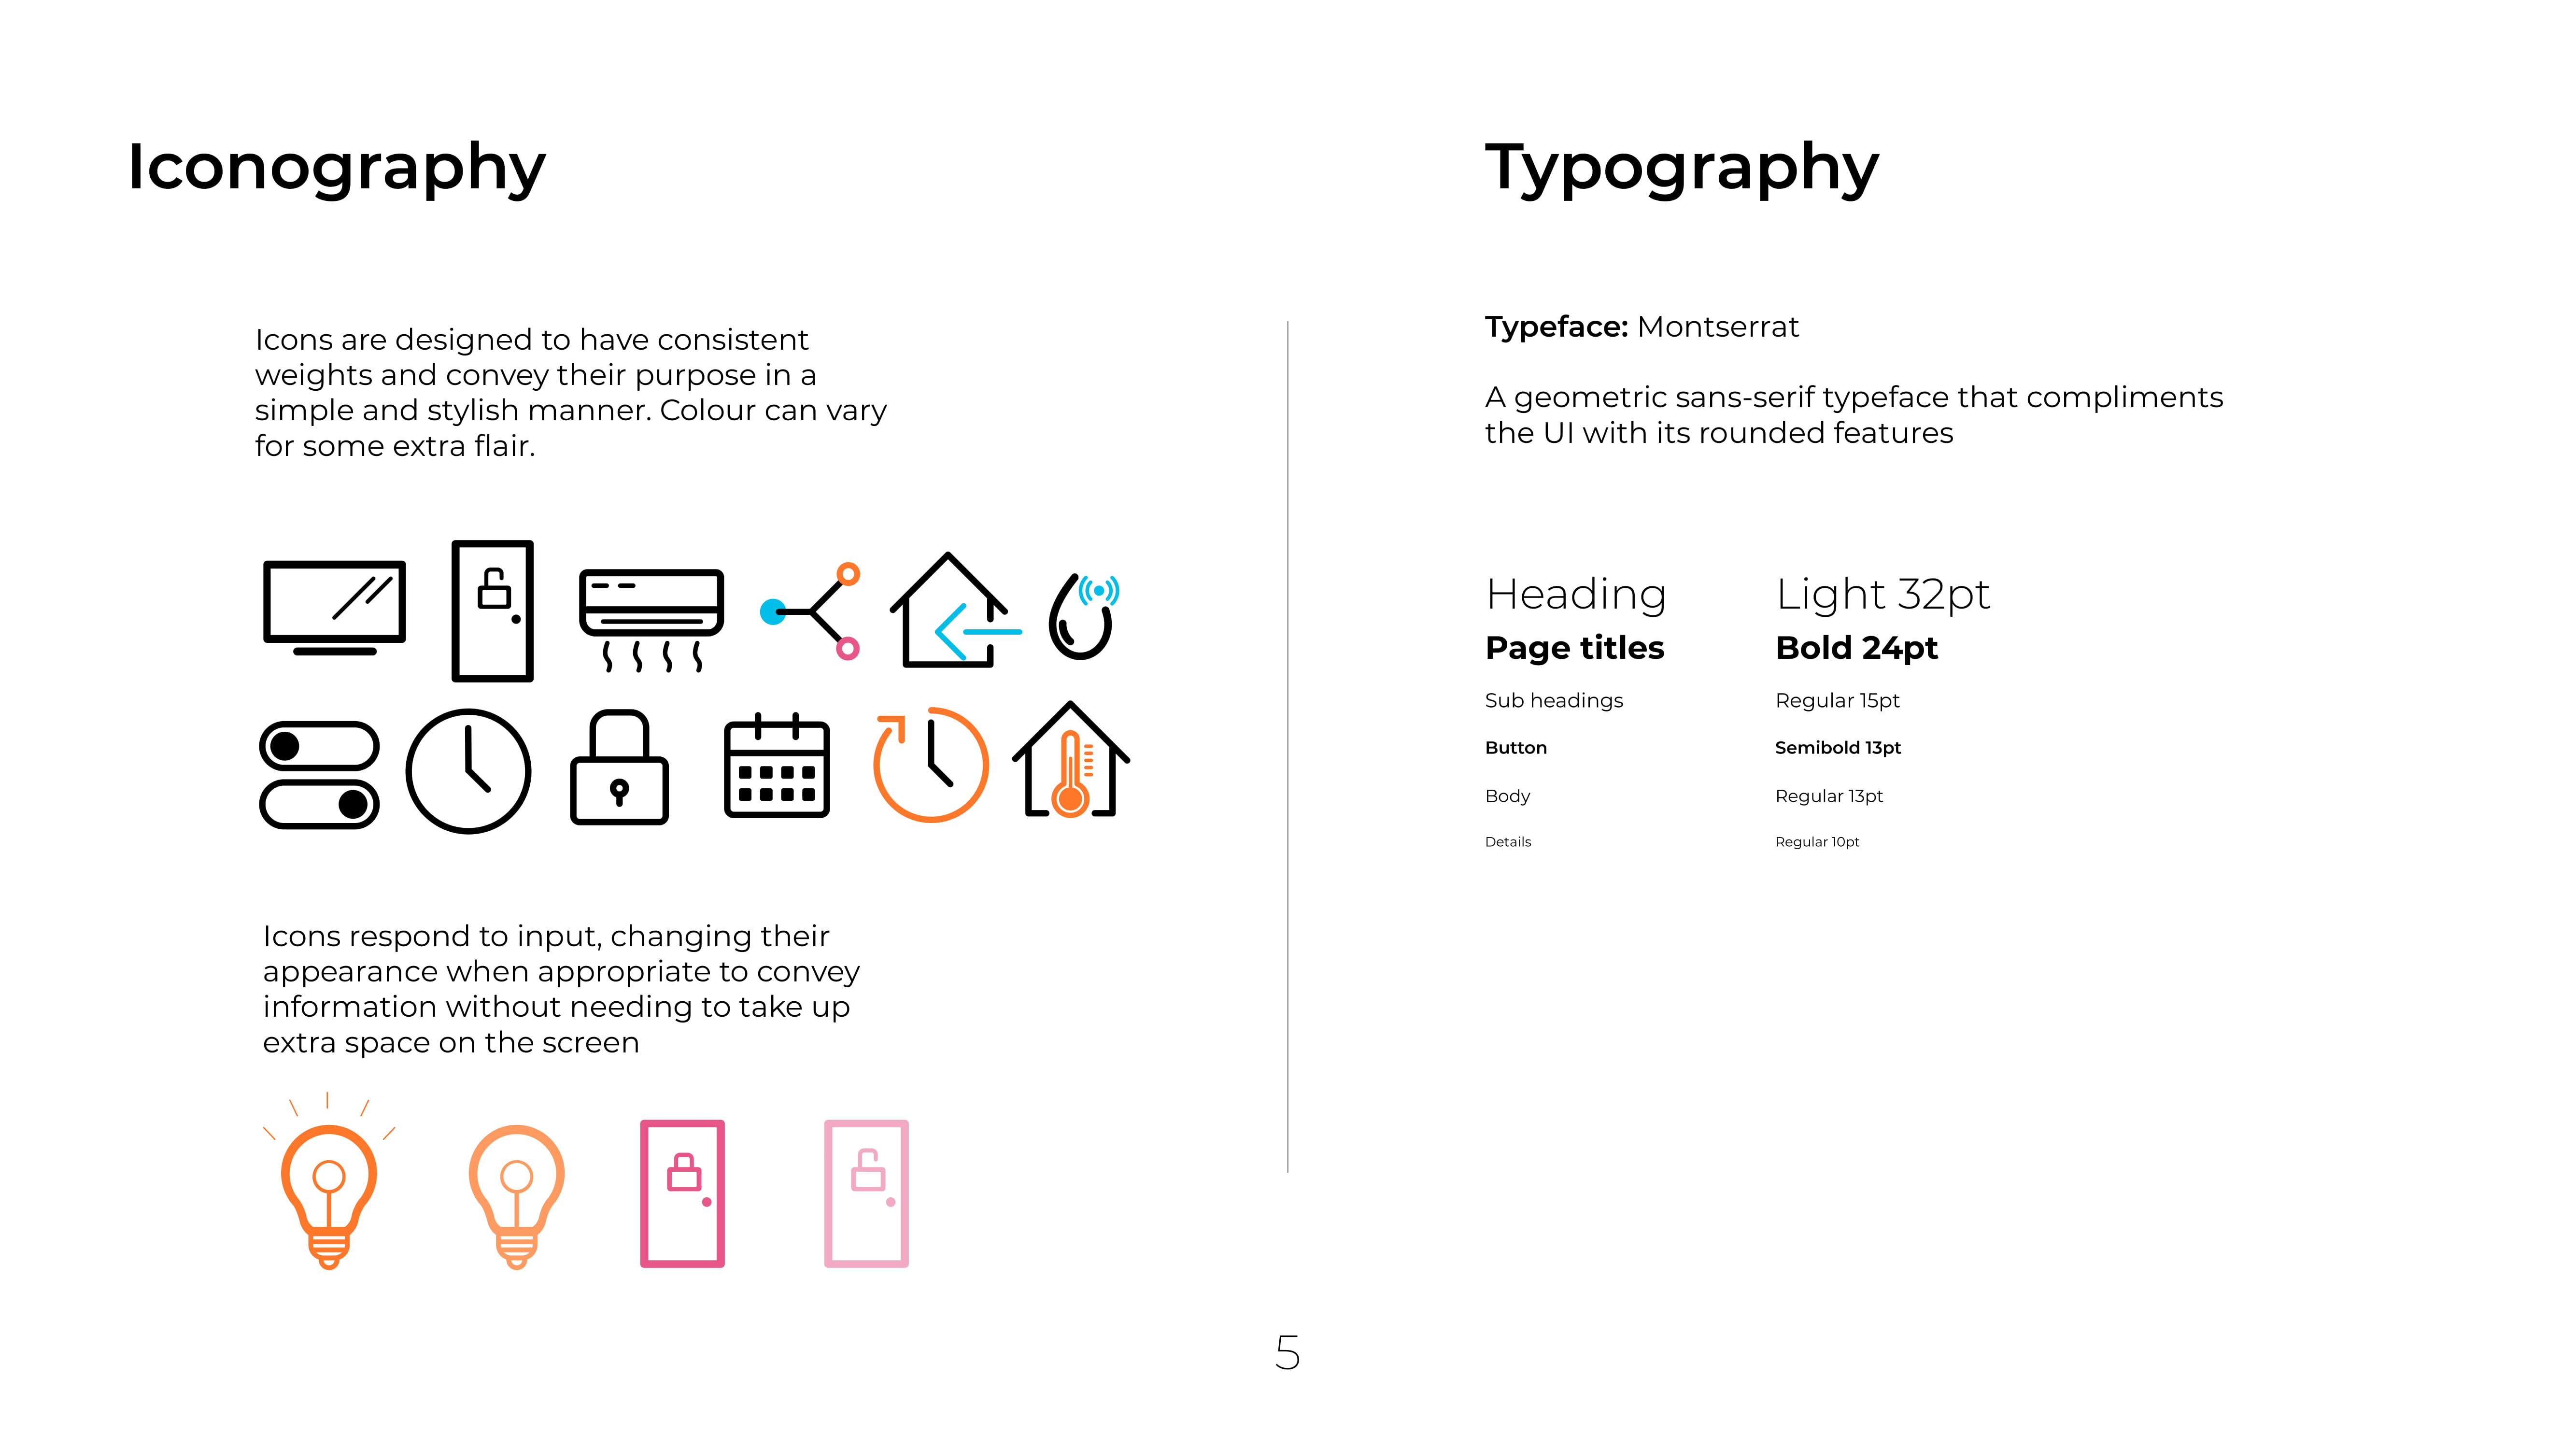 Iconography
Icons are designed to have consistent
weights and convey their purpose in a
simple and stylish manner. Colour can vary
for some extra flair.
Icons respond to input, changing their
appearance when appropriate to convey
information without needing to take up
extra space on the screen
Typography
Typeface: Montserrat
A geometric sans-serif typeface that compliments
the UI with its rounded features
Heading Light 32pt
Page titles Bold 24pt
Sub headings Regular 15pt
Button Semibold 13pt
Body Regular 13pt
Details Regular 10pt
5